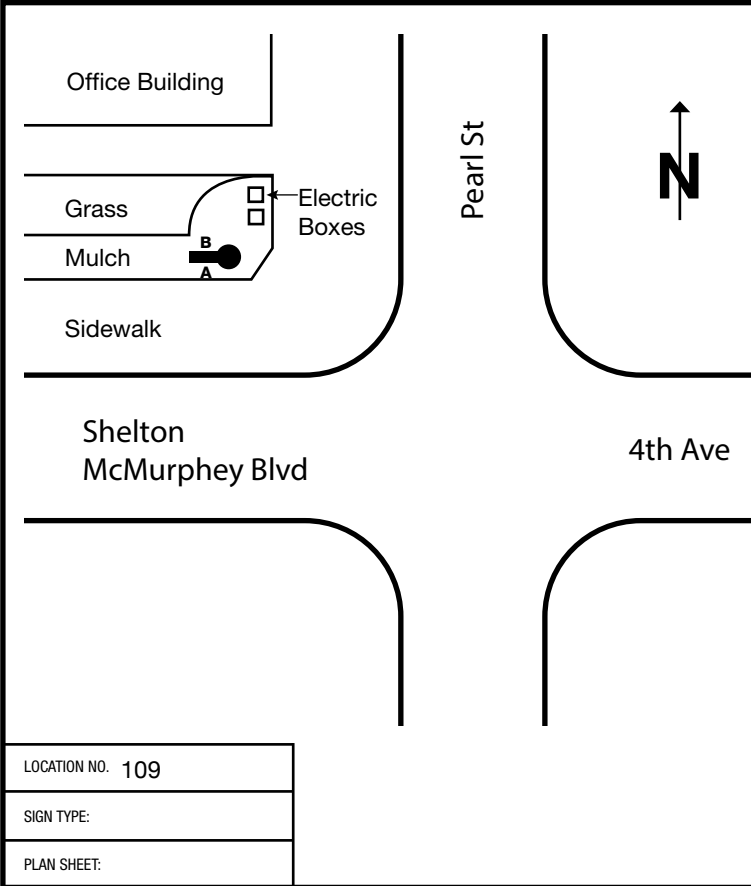 Office Building
Pearl St
N
Grass
Electric
Boxes
B
Mulch
A
Sidewalk
Shelton
McMurphey Blvd
4th Ave
LOCATION NO. 109
SIGN TYPE:
PLAN SHEET: